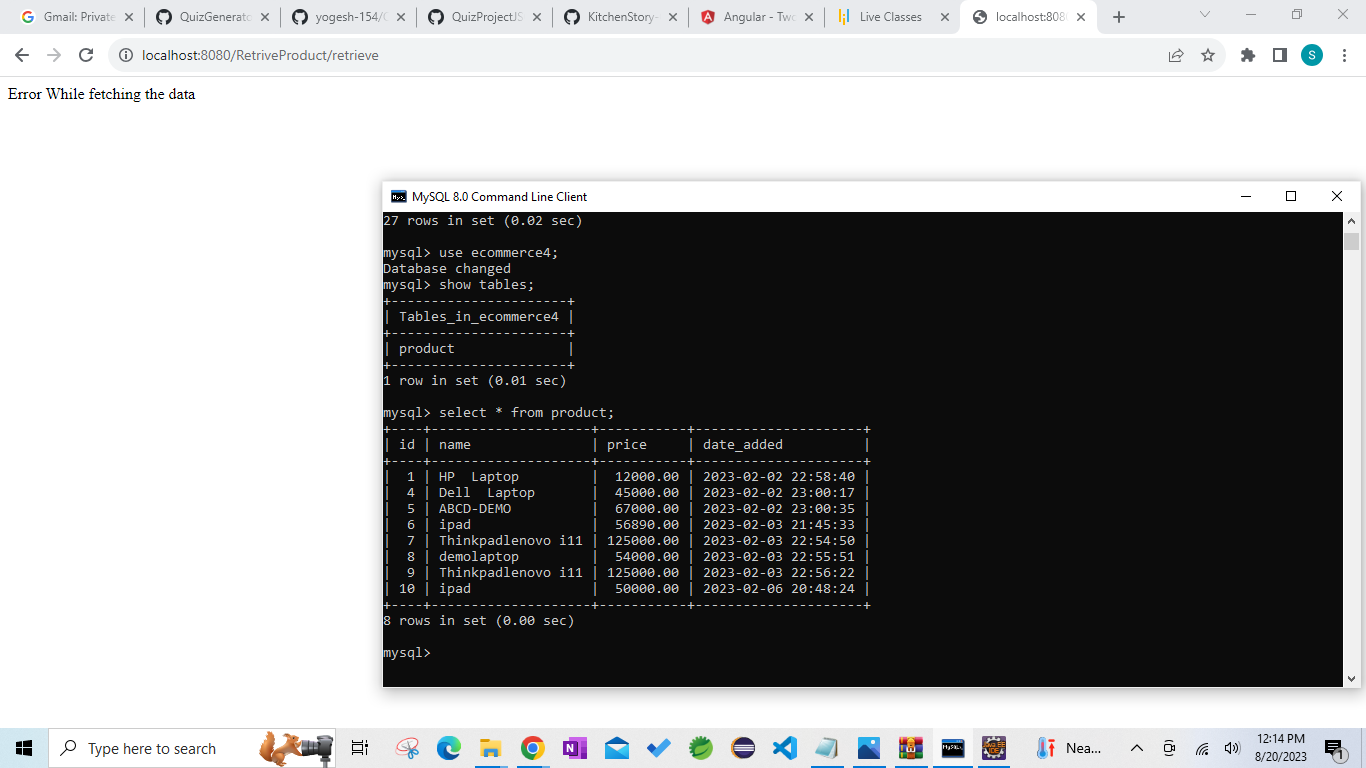 Gmail: Private
QuizGenerato
yogesh-154/C
QuizProjectJS
KitchenStory-
Angular - Two
Live Classes
localhost:808
localhost:8080/RetriveProduct/retrieve
S
Error While fetching the data
MySQL 8.0 Command Line Client
27 rows in set (0.02 sec)
mysql> use ecommerce4;
Database changed
mysql> show tables;
+----------------------+
| Tables_in_ecommerce4 |
+----------------------+
| product              |
+----------------------+
1 row in set (0.01 sec)
mysql> select * from product;
+----+--------------------+-----------+---------------------+
| id | name               | price     | date_added          |
+----+--------------------+-----------+---------------------+
|  1 | HP  Laptop         |  12000.00 | 2023-02-02 22:58:40 |
|  4 | Dell  Laptop       |  45000.00 | 2023-02-02 23:00:17 |
|  5 | ABCD-DEMO          |  67000.00 | 2023-02-02 23:00:35 |
|  6 | ipad               |  56890.00 | 2023-02-03 21:45:33 |
|  7 | Thinkpadlenovo i11 | 125000.00 | 2023-02-03 22:54:50 |
|  8 | demolaptop         |  54000.00 | 2023-02-03 22:55:51 |
|  9 | Thinkpadlenovo i11 | 125000.00 | 2023-02-03 22:56:22 |
| 10 | ipad               |  50000.00 | 2023-02-06 20:48:24 |
+----+--------------------+-----------+---------------------+
8 rows in set (0.00 sec)
mysql>
Type here to search
Nea...
12:14 PM
8/20/2023
1